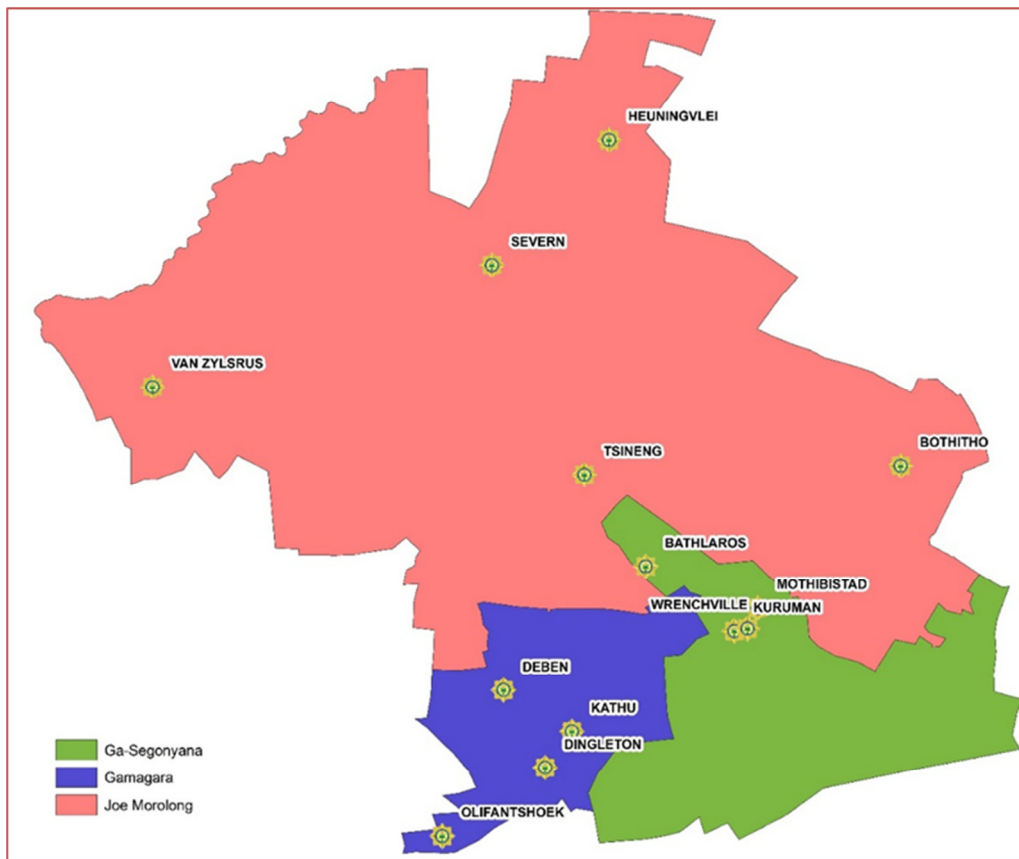 HEUNINGVLEI
SEVERN
VAN ZYLSRUS
BOTHITHO
TSINENG
BATHLAROS
MOTHIBISTAD
WRENCHVILLE
KURUMAN
DEBEN
KATHU
DINGLETON
OLIFANTSHOEK
Ga-Segonyana
Gamagara
Joe Morolong